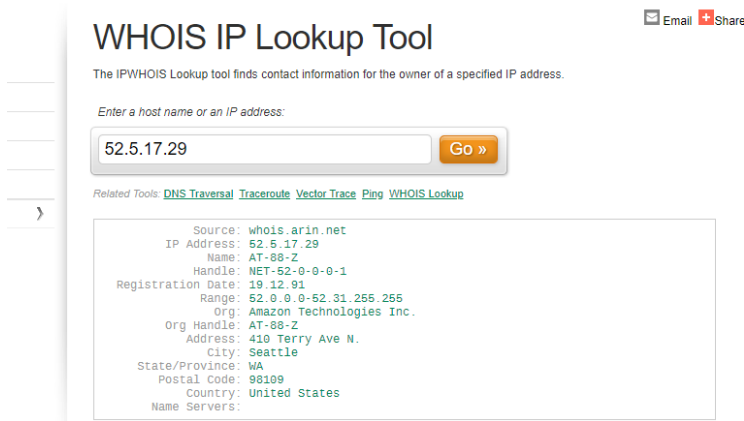 Email Share
WHOIS IP Lookup Tool
The IPWHOIS Lookup tool finds contact information for the owner of a specified IP address.
Enter a host name or an IP address:
52.5.17.29 Go »
Related Tools: DNS Traversal Traceroute Vector Trace Ping WHOIS Lookup
Source: whois.arin.net
IP Address: 52.5.17.29
Name: AT-88-Z
Handle: NET-52-0-0-0-1
Registration Date: 19.12.91
Range: 52.0.0.0-52.31.255.255
Org: Amazon Technologies Inc.
Org Handle: AT-88-Z
Address: 410 Terry Ave N.
City: Seattle
State/Province: WA
Postal Code: 98109
Country: United States
Name Servers: